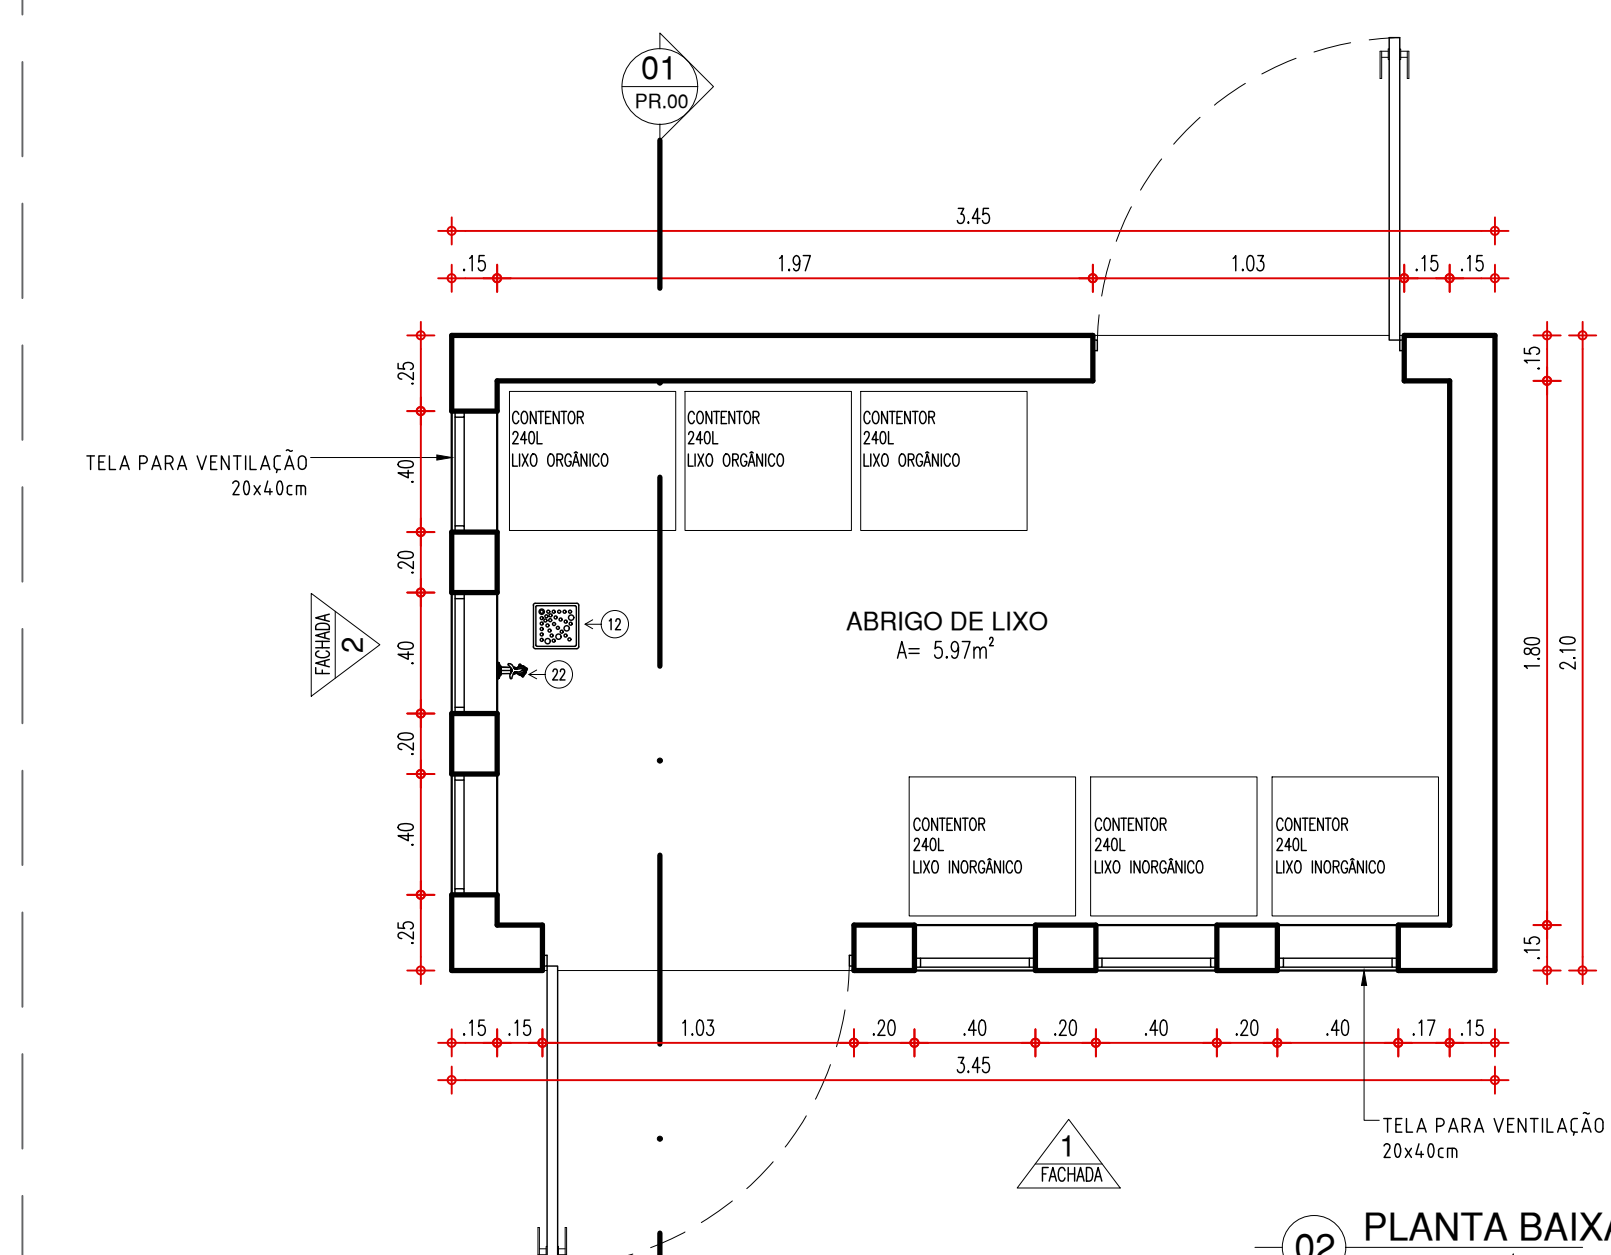 01
PR.00
3.45
.15
1.97
1.03
.15
.15
.25
.15
CONTENTOR
240L
LIXO ORGÂNICO
CONTENTOR
240L
LIXO ORGÂNICO
CONTENTOR
240L
LIXO ORGÂNICO
TELA PARA VENTILAÇÃO
20x40cm
.40
.20
12
ABRIGO DE LIXO
A= 5.97m²
FACHADA
2
.40
22
1.80
2.10
.20
.40
CONTENTOR
240L
LIXO INORGÂNICO
CONTENTOR
240L
LIXO INORGÂNICO
CONTENTOR
240L
LIXO INORGÂNICO
.25
.15
.15
.15
1.03
.20
.40
.20
.40
.20
.40
.17
.15
3.45
TELA PARA VENTILAÇÃO
20x40cm
1
FACHADA
02
PLANTA BAIXA